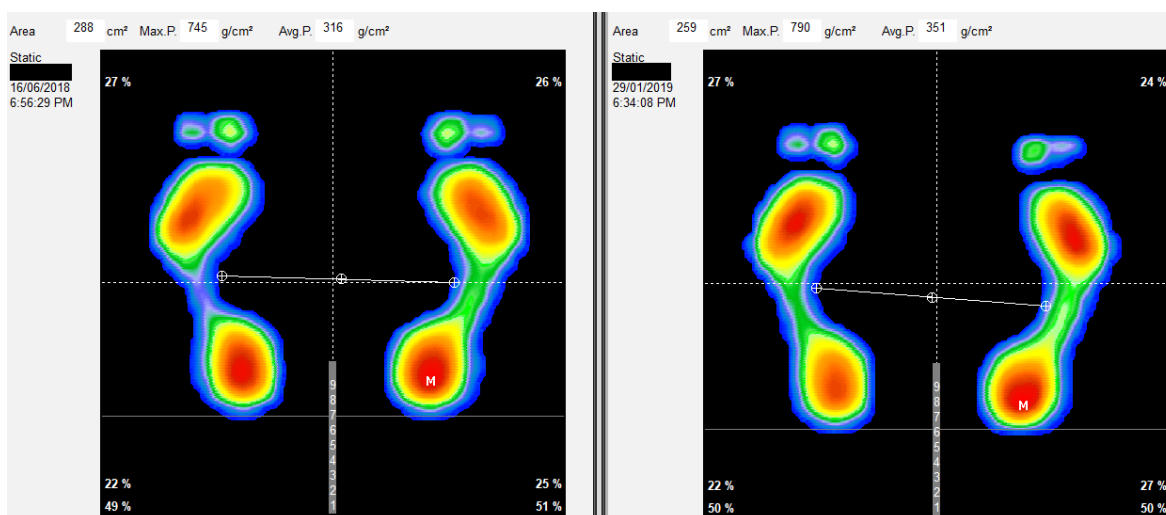 Area 288 cm² Max.P. 745 g/cm² Avg.P. 316 g/cm²
Static
16/06/2018
6:56:29 PM
27 % 26 %
M
9
8
7
6
5
4
3
2
1
22 % 25 %
49 % 51 %
Area 259 cm² Max.P. 790 g/cm² Avg.P. 351 g/cm²
Static
29/01/2019
6:34:08 PM
27 % 24 %
M
9
8
7
6
5
4
3
2
1
22 % 27 %
50 % 50 %